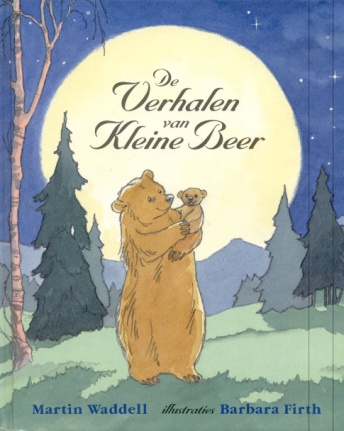 De
Verhalen
van
Kleine Beer
Martin Waddell illustraties Barbara Firth